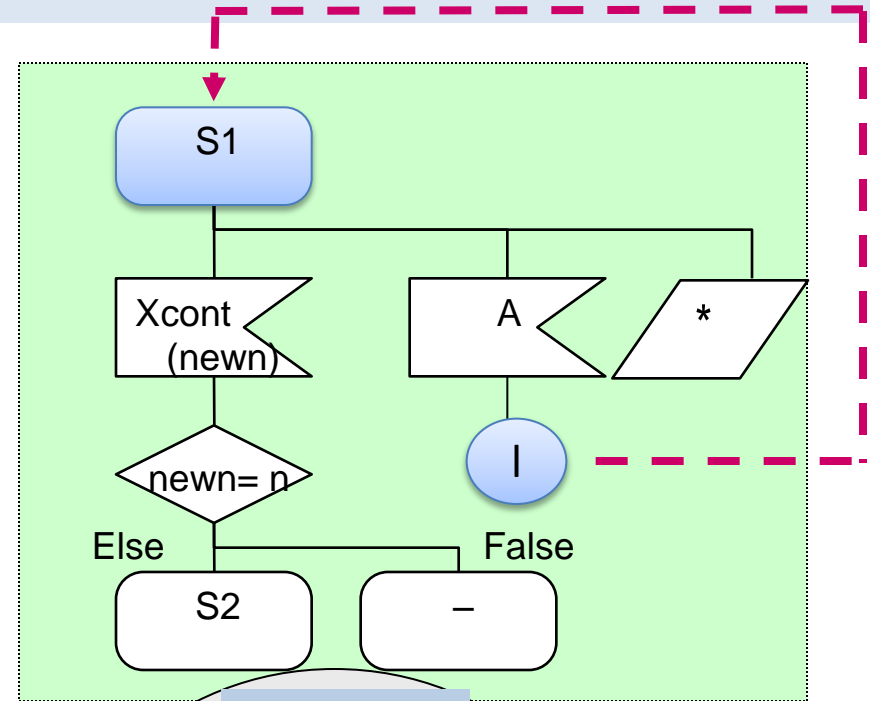 S1
Xcont
(newn)
A
*
newn= n
I
Else
False
S2
–